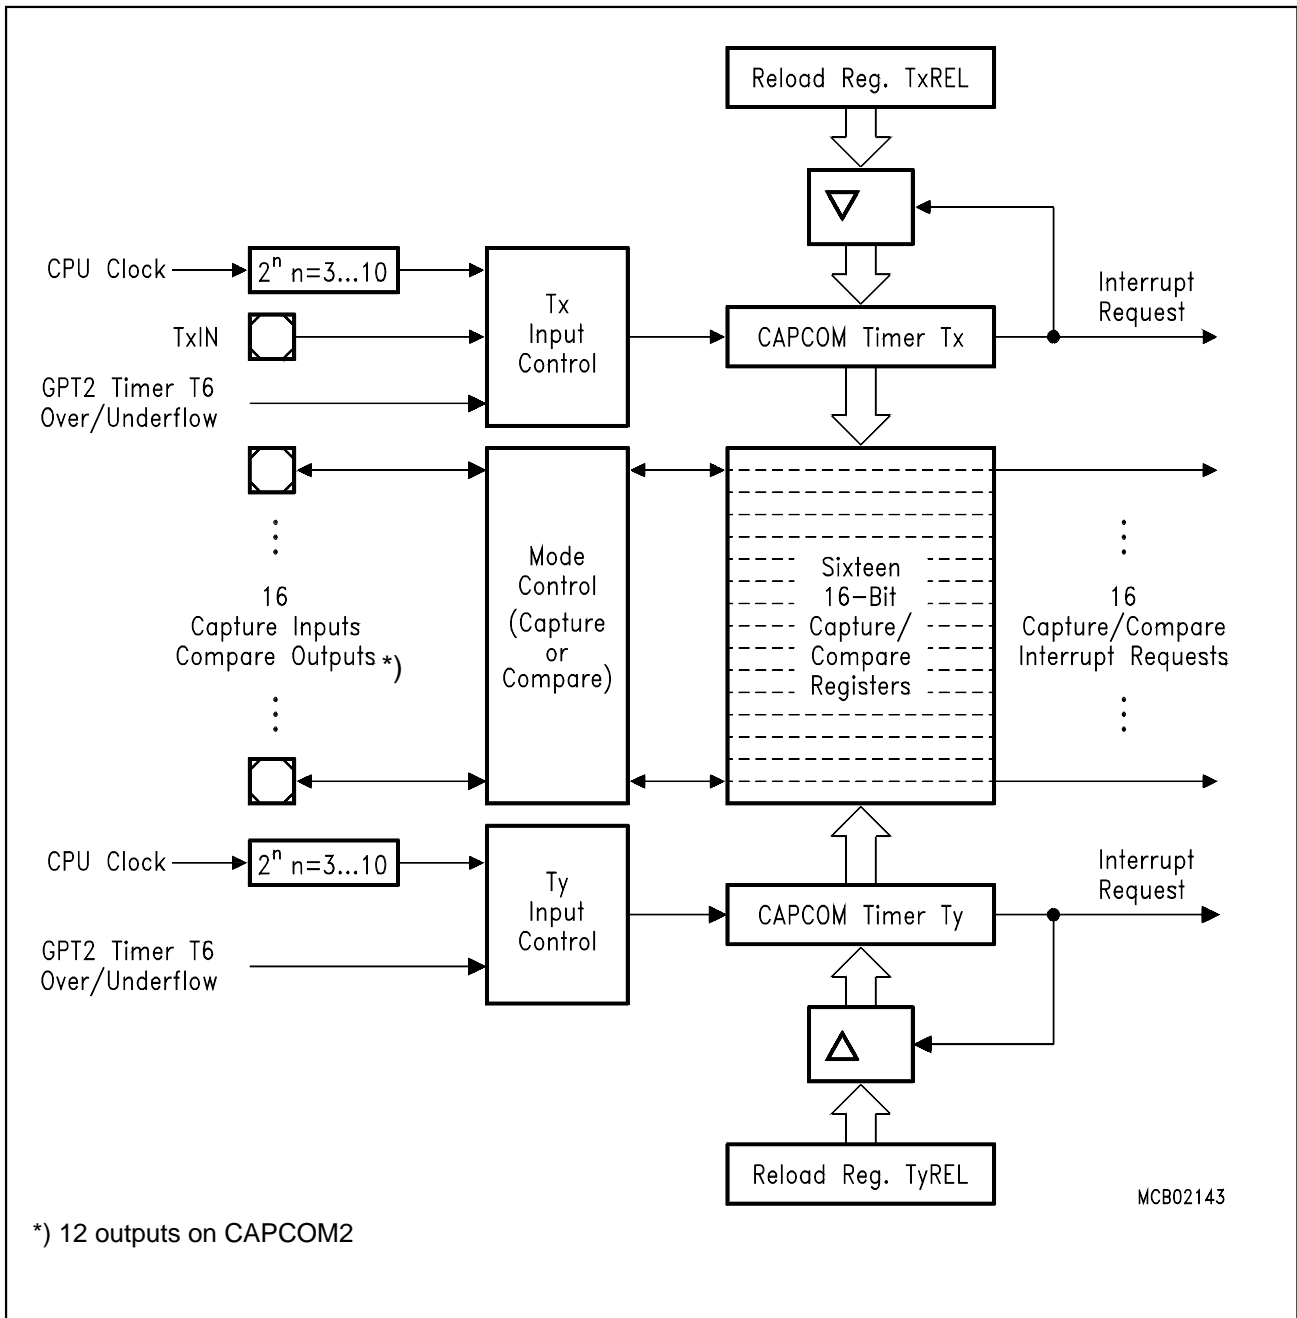 Reload Reg. TxREL
CPU Clock
2ⁿ n=3...10
TxIN
GPT2 Timer T6
Over/Underflow
Tx
Input
Control
CAPCOM Timer Tx
Interrupt
Request
16
Capture Inputs
Compare Outputs *)
Mode
Control
(Capture
or
Compare)
Sixteen
16-Bit
Capture/
Compare
Registers
16
Capture/Compare
Interrupt Requests
CPU Clock
2ⁿ n=3...10
GPT2 Timer T6
Over/Underflow
Ty
Input
Control
CAPCOM Timer Ty
Interrupt
Request
Reload Reg. TyREL
MCB02143
*) 12 outputs on CAPCOM2